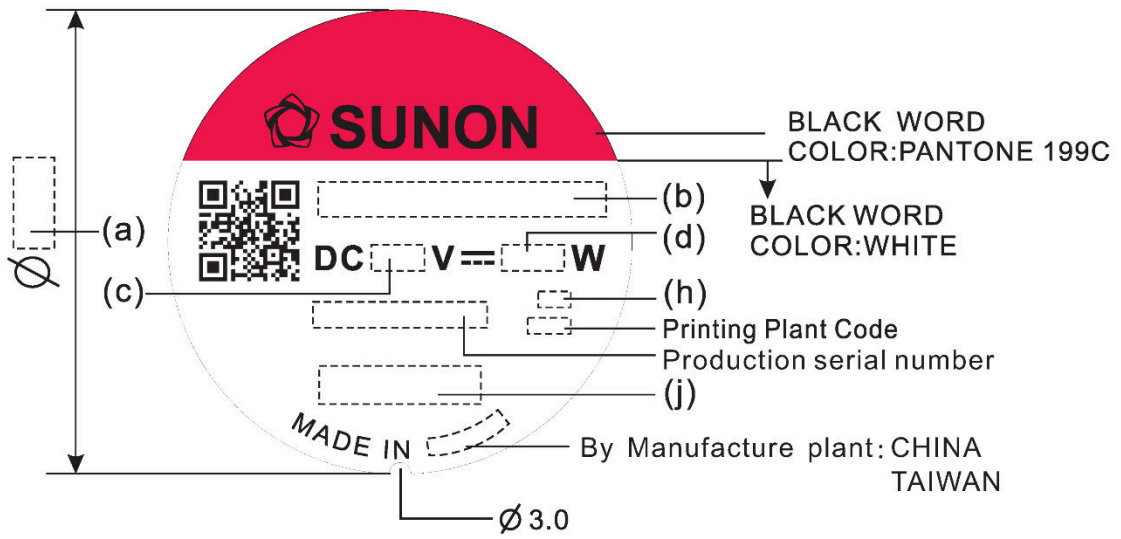 SUNON
BLACK WORD
COLOR:PANTONE 199C
(b)
BLACK WORD
COLOR:WHITE
(a)
DC V W
(d)
(c)
(h)
Printing Plant Code
Production serial number
(j)
MADE IN
By Manufacture plant: CHINA
TAIWAN
Ø
Ø 3.0